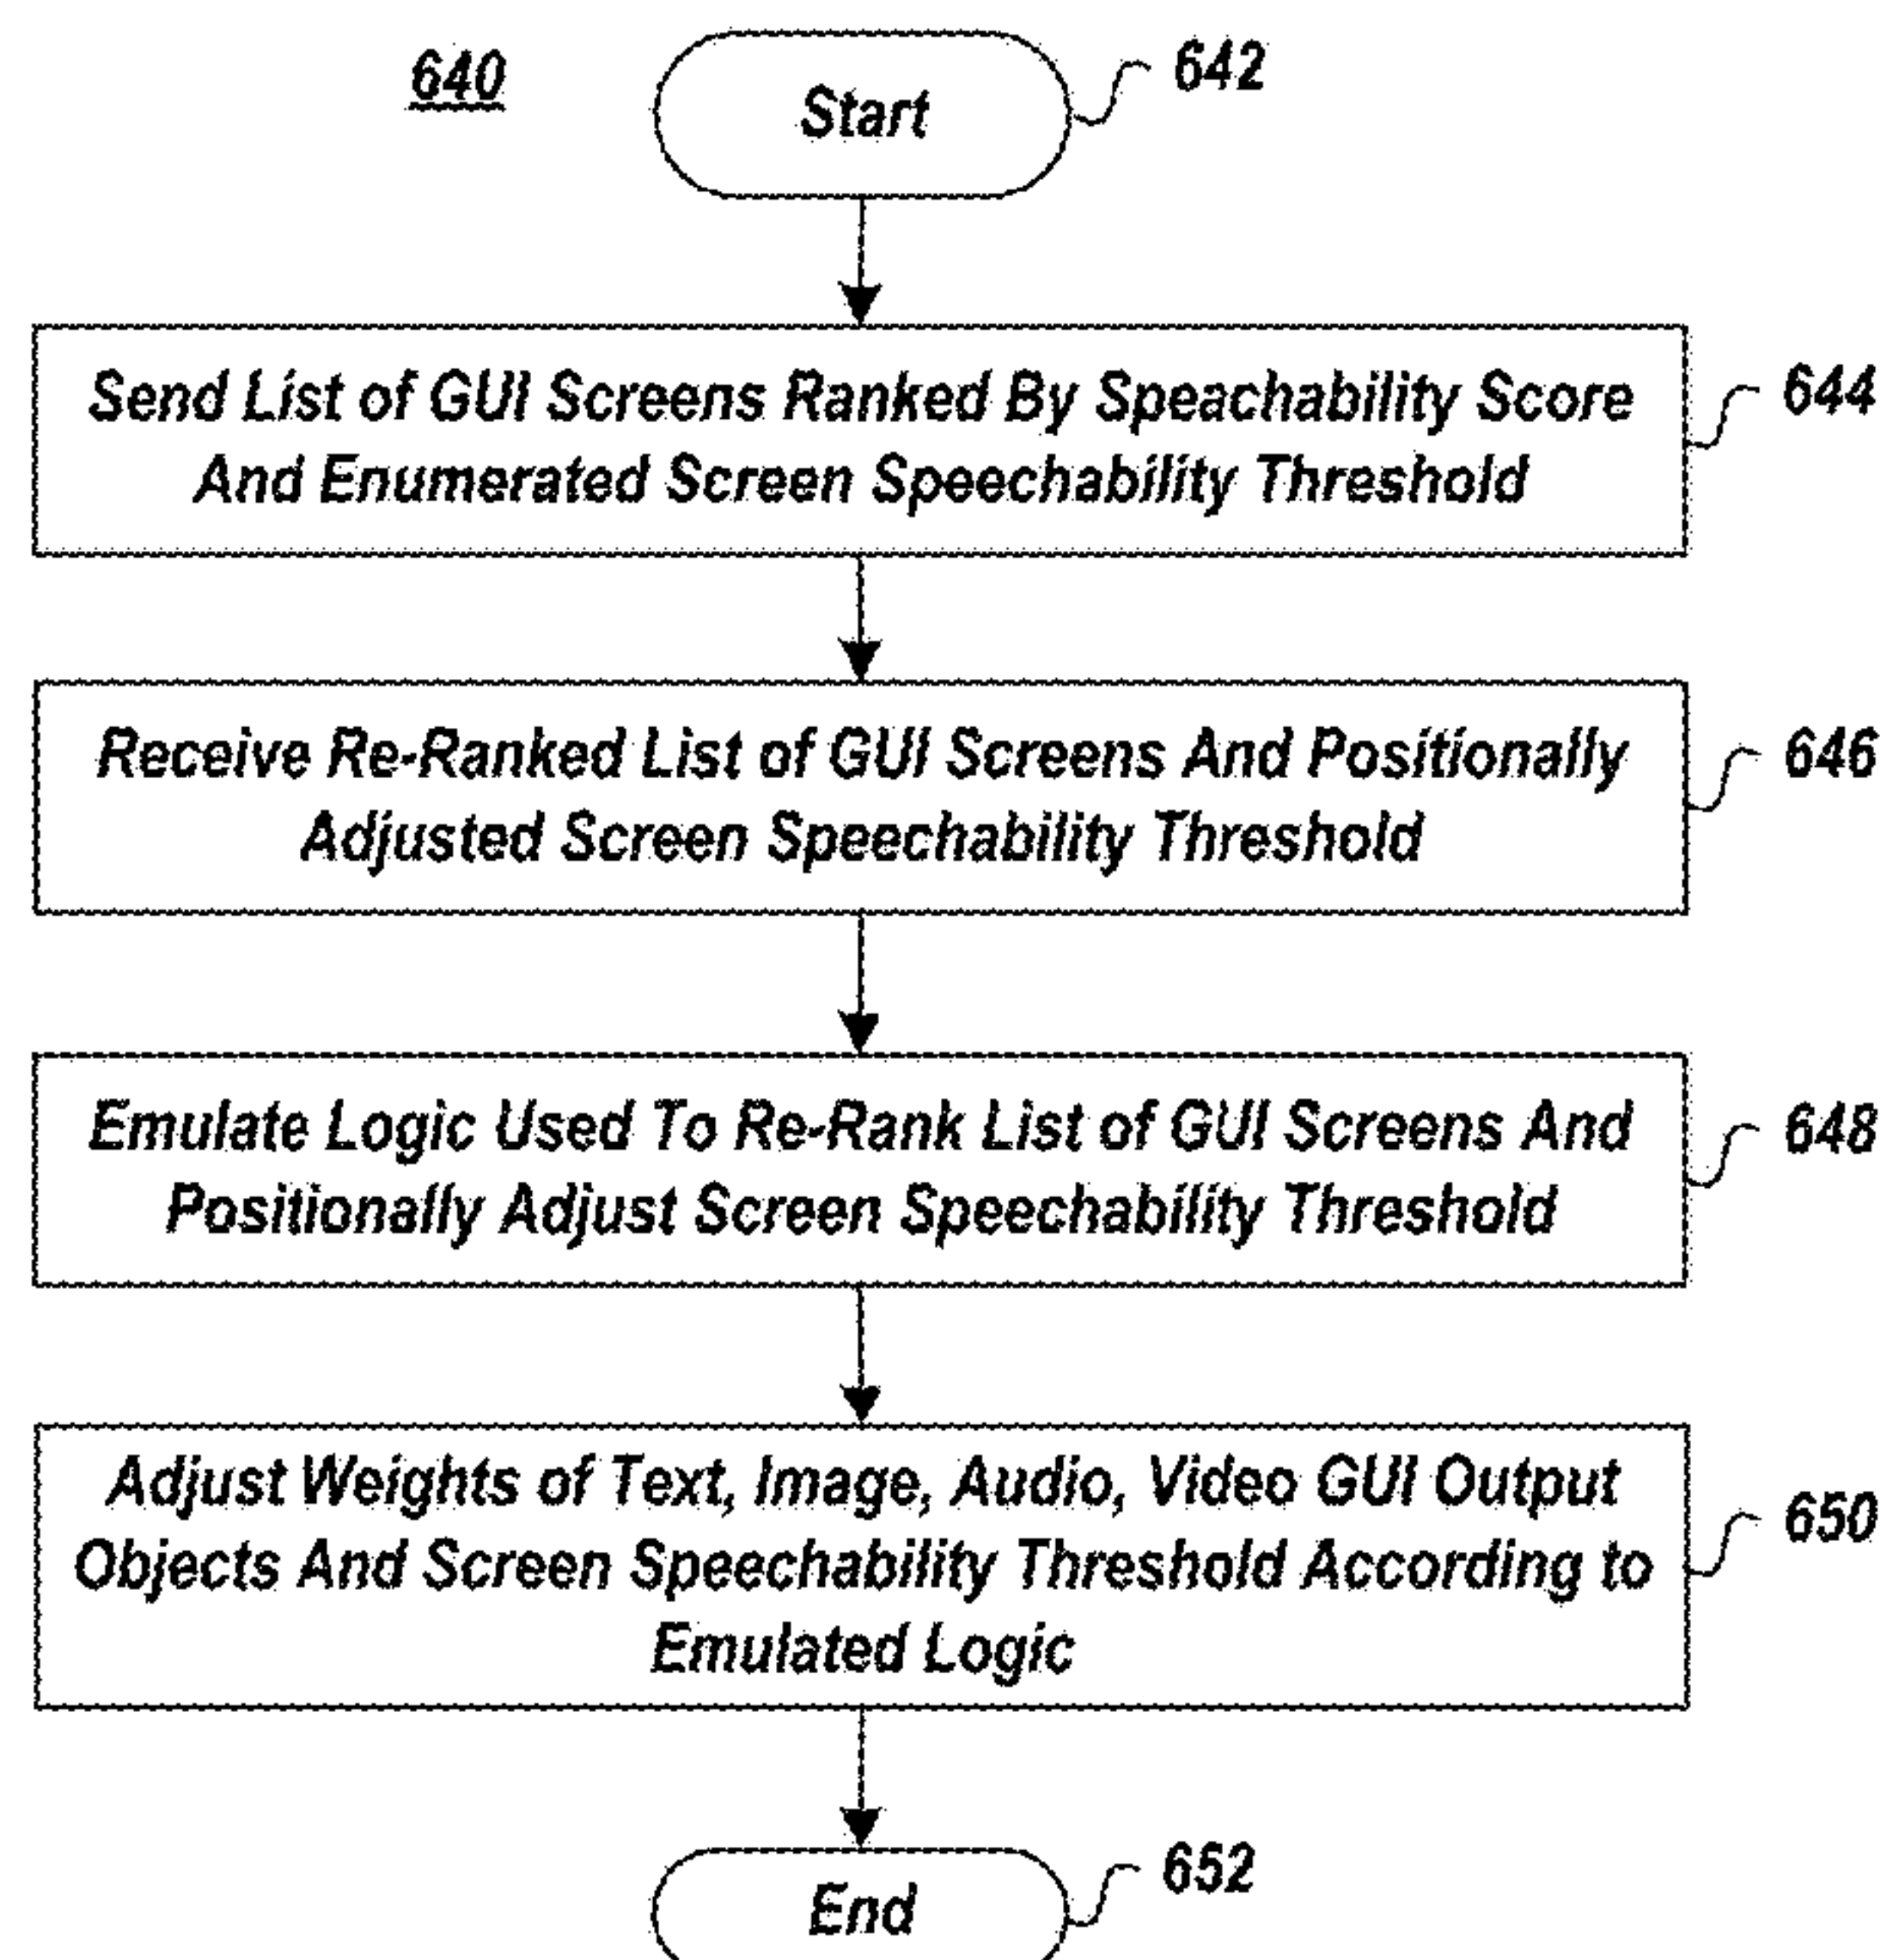 640
Start
642
Send List of GUI Screens Ranked By Speachability Score
And Enumerated Screen Speechability Threshold
644
Receive Re-Ranked List of GUI Screens And Positionally
Adjusted Screen Speechability Threshold
646
Emulate Logic Used To Re-Rank List of GUI Screens And
Positionally Adjust Screen Speechability Threshold
648
Adjust Weights of Text, Image, Audio, Video GUI Output
Objects And Screen Speechability Threshold According to
Emulated Logic
650
End
652